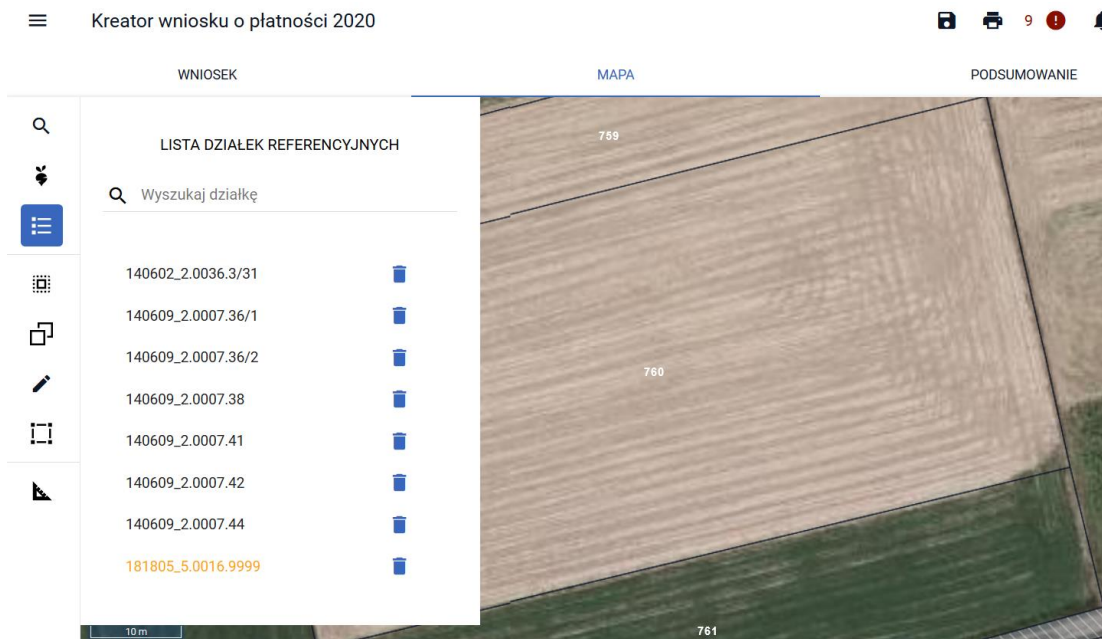 Kreator wniosku o płatności 2020
9
WNIOSEK
MAPA
PODSUMOWANIE
LISTA DZIAŁEK REFERENCYJNYCH
Wyszukaj działkę
140602_2.0036.3/31
140609_2.0007.36/1
140609_2.0007.36/2
140609_2.0007.38
140609_2.0007.41
140609_2.0007.42
140609_2.0007.44
181805_5.0016.9999
759
760
761
10 m